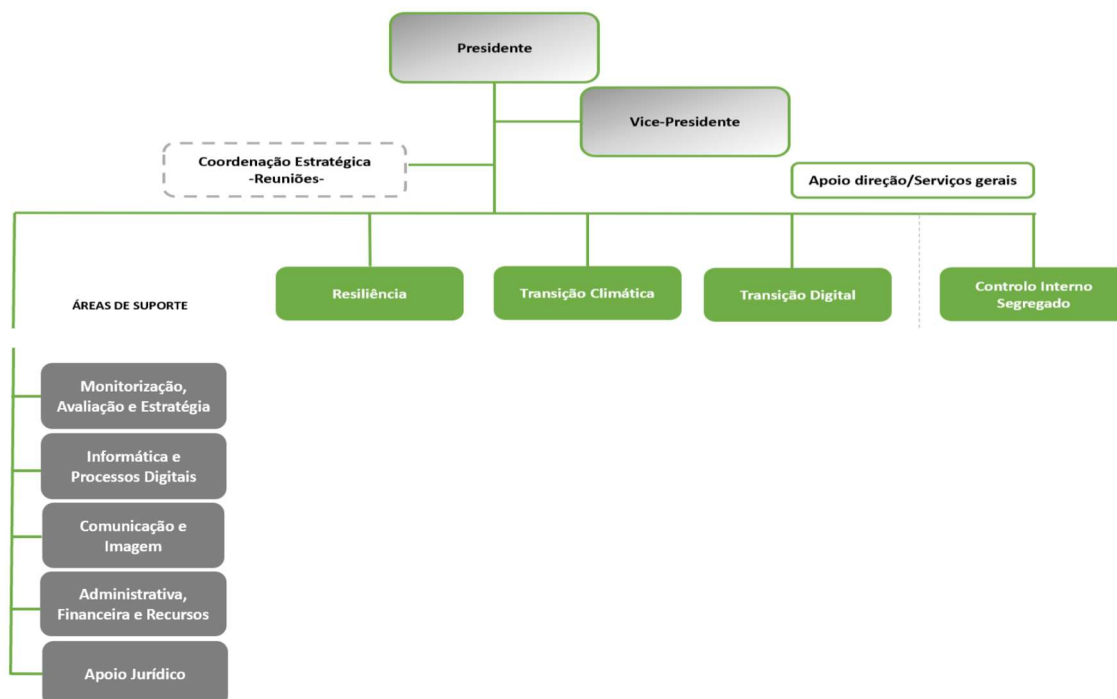 Presidente
Vice-Presidente
Coordenação Estratégica
-Reuniões-
Apoio direção/Serviços gerais
ÁREAS DE SUPORTE
Resiliência
Transição Climática
Transição Digital
Controlo Interno
Segregado
Monitorização,
Avaliação e Estratégia
Informática e
Processos Digitais
Comunicação e
Imagem
Administrativa,
Financeira e Recursos
Apoio Jurídico